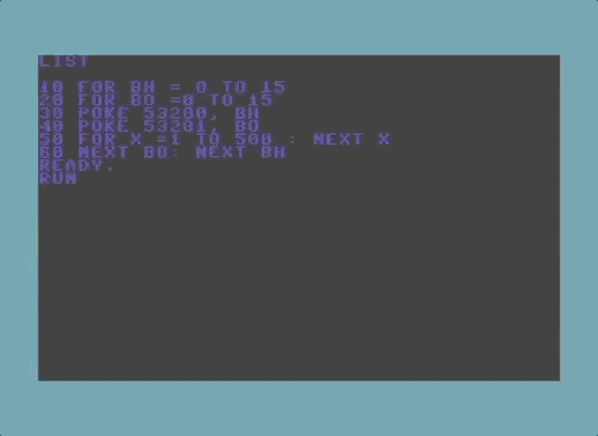 LIST
10 FOR BH = 0 TO 15
20 FOR BO =0 TO 15
30 POKE 53280, BH
40 POKE 53281, BO
50 FOR X =1 TO 500 : NEXT X
60 NEXT BO: NEXT BH
READY.
RUN